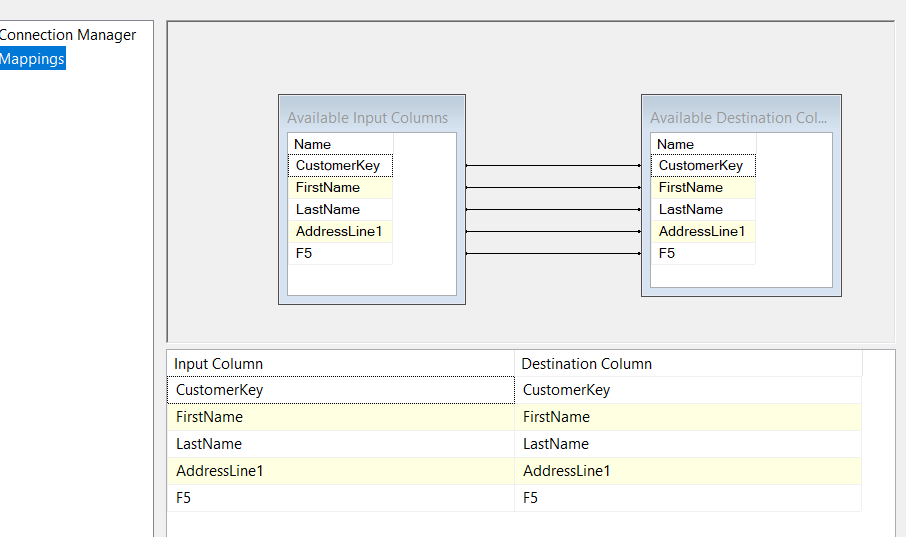 Connection Manager
Mappings
Available Input Columns
Name
CustomerKey
FirstName
LastName
AddressLine1
F5
Available Destination Col...
Name
CustomerKey
FirstName
LastName
AddressLine1
F5
Input Column Destination Column
CustomerKey CustomerKey
FirstName FirstName
LastName LastName
AddressLine1 AddressLine1
F5 F5